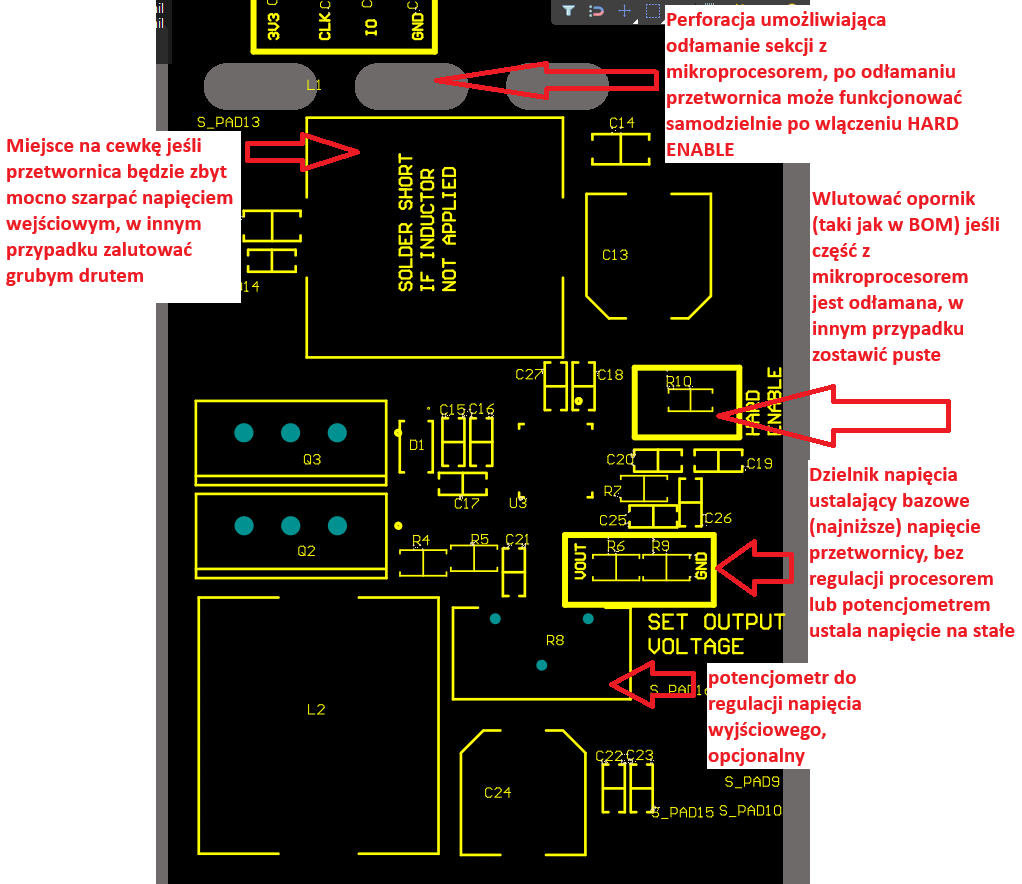 mil
mil
3V3
CLK
IO
GND
Perforacja umożliwiająca
odłamanie sekcji z
mikroprocesorem, po odłamaniu
przetwornica może funkcjonować
samodzielnie po włączeniu HARD
ENABLE
L1
S_PAD13
C14
Miejsce na cewkę jeśli
przetwornica będzie zbyt
mocno szarpać napięciem
wejściowym, w innym
przypadku zalutować
grubym drutem
SOLDER SHORT
IF INDUCTOR
NOT APPLIED
C13
Wlutować opornik
(taki jak w BOM) jeśli
część z
mikroprocesorem
jest odłamana, w
innym przypadku
zostawić puste
C27
C18
R10
HARD
ENABLE
C15
C16
D1
Q3
C17
U3
C20
C19
R7
C25
C26
Dzielnik napięcia
ustalający bazowe
(najniższe) napięcie
przetwornicy, bez
regulacji procesorem
lub potencjometrem
ustala napięcie na stałe
Q2
R4
R5
C21
VOUT
R6
R9
GND
SET OUTPUT
VOLTAGE
R8
L2
potencjometr do
regulacji napięcia
wyjściowego,
opcjonalny
C24
C22
C23
S_PAD9
S_PAD15
S_PAD10